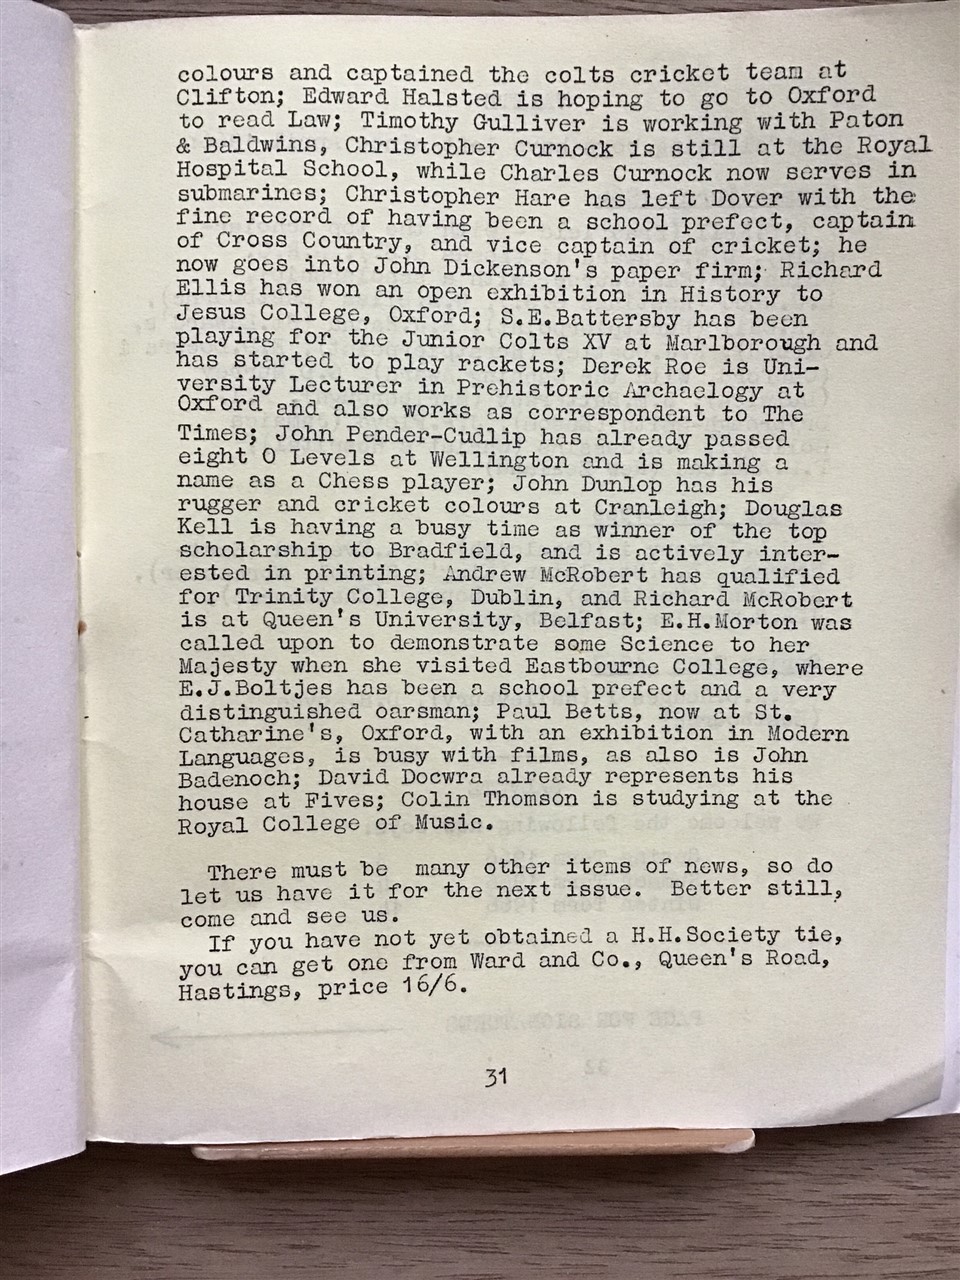 colours and captained the colts cricket team at
Clifton; Edward Halsted is hoping to go to Oxford
to read Law; Timothy Gulliver is working with Paton
& Baldwins, Christopher Curnock is still at the Royal
Hospital School, while Charles Curnock now serves in
submarines; Christopher Hare has left Dover with the
fine record of having been a school prefect, captain
of Cross Country, and vice captain of cricket; he
now goes into John Dickenson's paper firm; Richard
Ellis has won an open exhibition in History to
Jesus College, Oxford; S.E.Battersby has been
playing for the Junior Colts XV at Marlborough and
has started to play rackets; Derek Roe is Uni-
versity Lecturer in Prehistoric Archaelogy at
Oxford and also works as correspondent to The
Times; John Pender-Cudlip has already passed
eight O Levels at Wellington and is making a
name as a Chess player; John Dunlop has his
rugger and cricket colours at Cranleigh; Douglas
Kell is having a busy time as winner of the top
scholarship to Bradfield, and is actively inter-
ested in printing; Andrew McRobert has qualified
for Trinity College, Dublin, and Richard McRobert
is at Queen's University, Belfast; E.H.Morton was
called upon to demonstrate some Science to her
Majesty when she visited Eastbourne College, where
E.J.Boltjes has been a school prefect and a very
distinguished oarsman; Paul Betts, now at St.
Catharine's, Oxford, with an exhibition in Modern
Languages, is busy with films, as also is John
Badenoch; David Docwra already represents his
house at Fives; Colin Thomson is studying at the
Royal College of Music.
There must be many other items of news, so do
let us have it for the next issue. Better still,
come and see us.
If you have not yet obtained a H.H.Society tie,
you can get one from Ward and Co., Queen's Road,
Hastings, price 16/6.
31